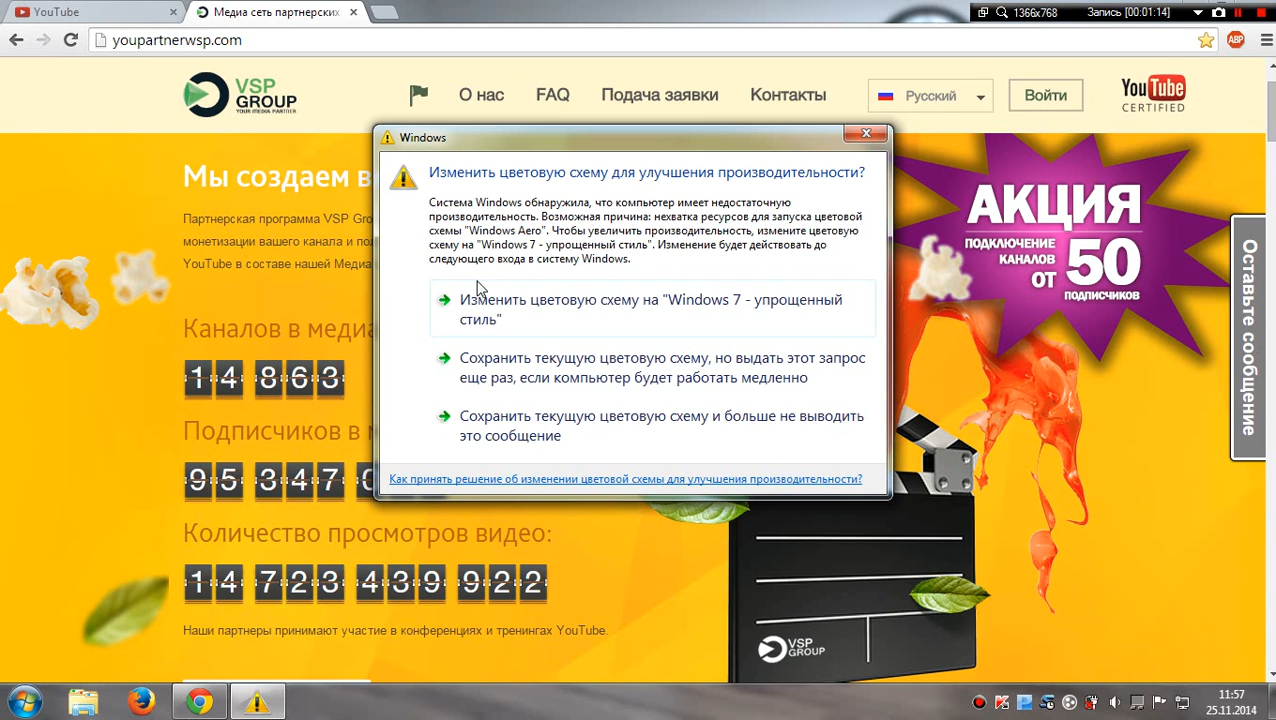 YouTube
Медиа сеть партнерских
1366x768
Запись [00:01:14]
youpartnerwsp.com
ABP
VSP
GROUP
YOUR MEDIA PARTNER
О нас
FAQ
Подача заявки
Контакты
Русский
Войти
YouTube
CERTIFIED
Windows
Изменить цветовую схему для улучшения производительности?
Система Windows обнаружила, что компьютер имеет недостаточную
производительность. Возможная причина: нехватка ресурсов для запуска цветовой
схемы "Windows Aero". Чтобы увеличить производительность, измените цветовую
схему на "Windows 7 - упрощенный стиль". Изменение будет действовать до
следующего входа в систему Windows.
Изменить цветовую схему на "Windows 7 - упрощенный
стиль"
Сохранить текущую цветовую схему, но выдать этот запрос
еще раз, если компьютер будет работать медленно
Сохранить текущую цветовую схему и больше не выводить
это сообщение
Как принять решение об изменении цветовой схемы для улучшения производительности?
Мы создаем
Партнерская программа VSP
монетизации вашего канала и
YouTube в составе нашей
Каналов в
14 863
Подписчиков в
95 347
Количество просмотров видео:
14 723 439 922
Наши партнеры принимают участие в конференциях и тренингах YouTube.
АКЦИЯ
ПОДКЛЮЧЕНИЕ
КАНАЛОВ
ОТ 50
ПОДПИСЧИКОВ
Оставьте сообщение
VSP
GROUP
11:57
25.11.2014